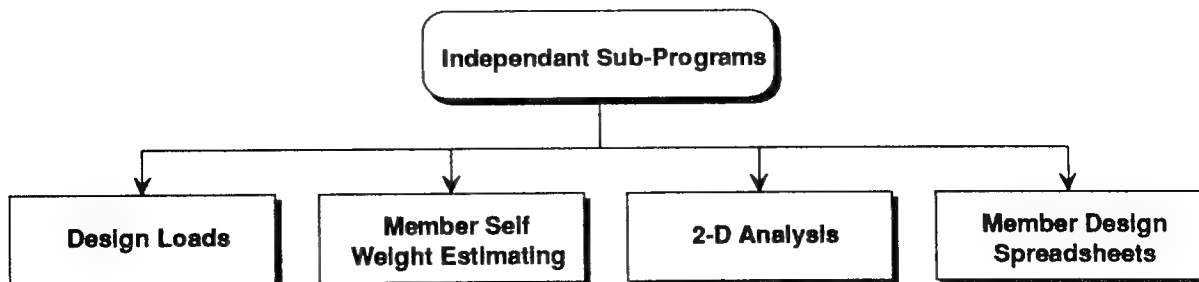 Independant Sub-Programs
Design Loads
Member Self
Weight Estimating
2-D Analysis
Member Design
Spreadsheets